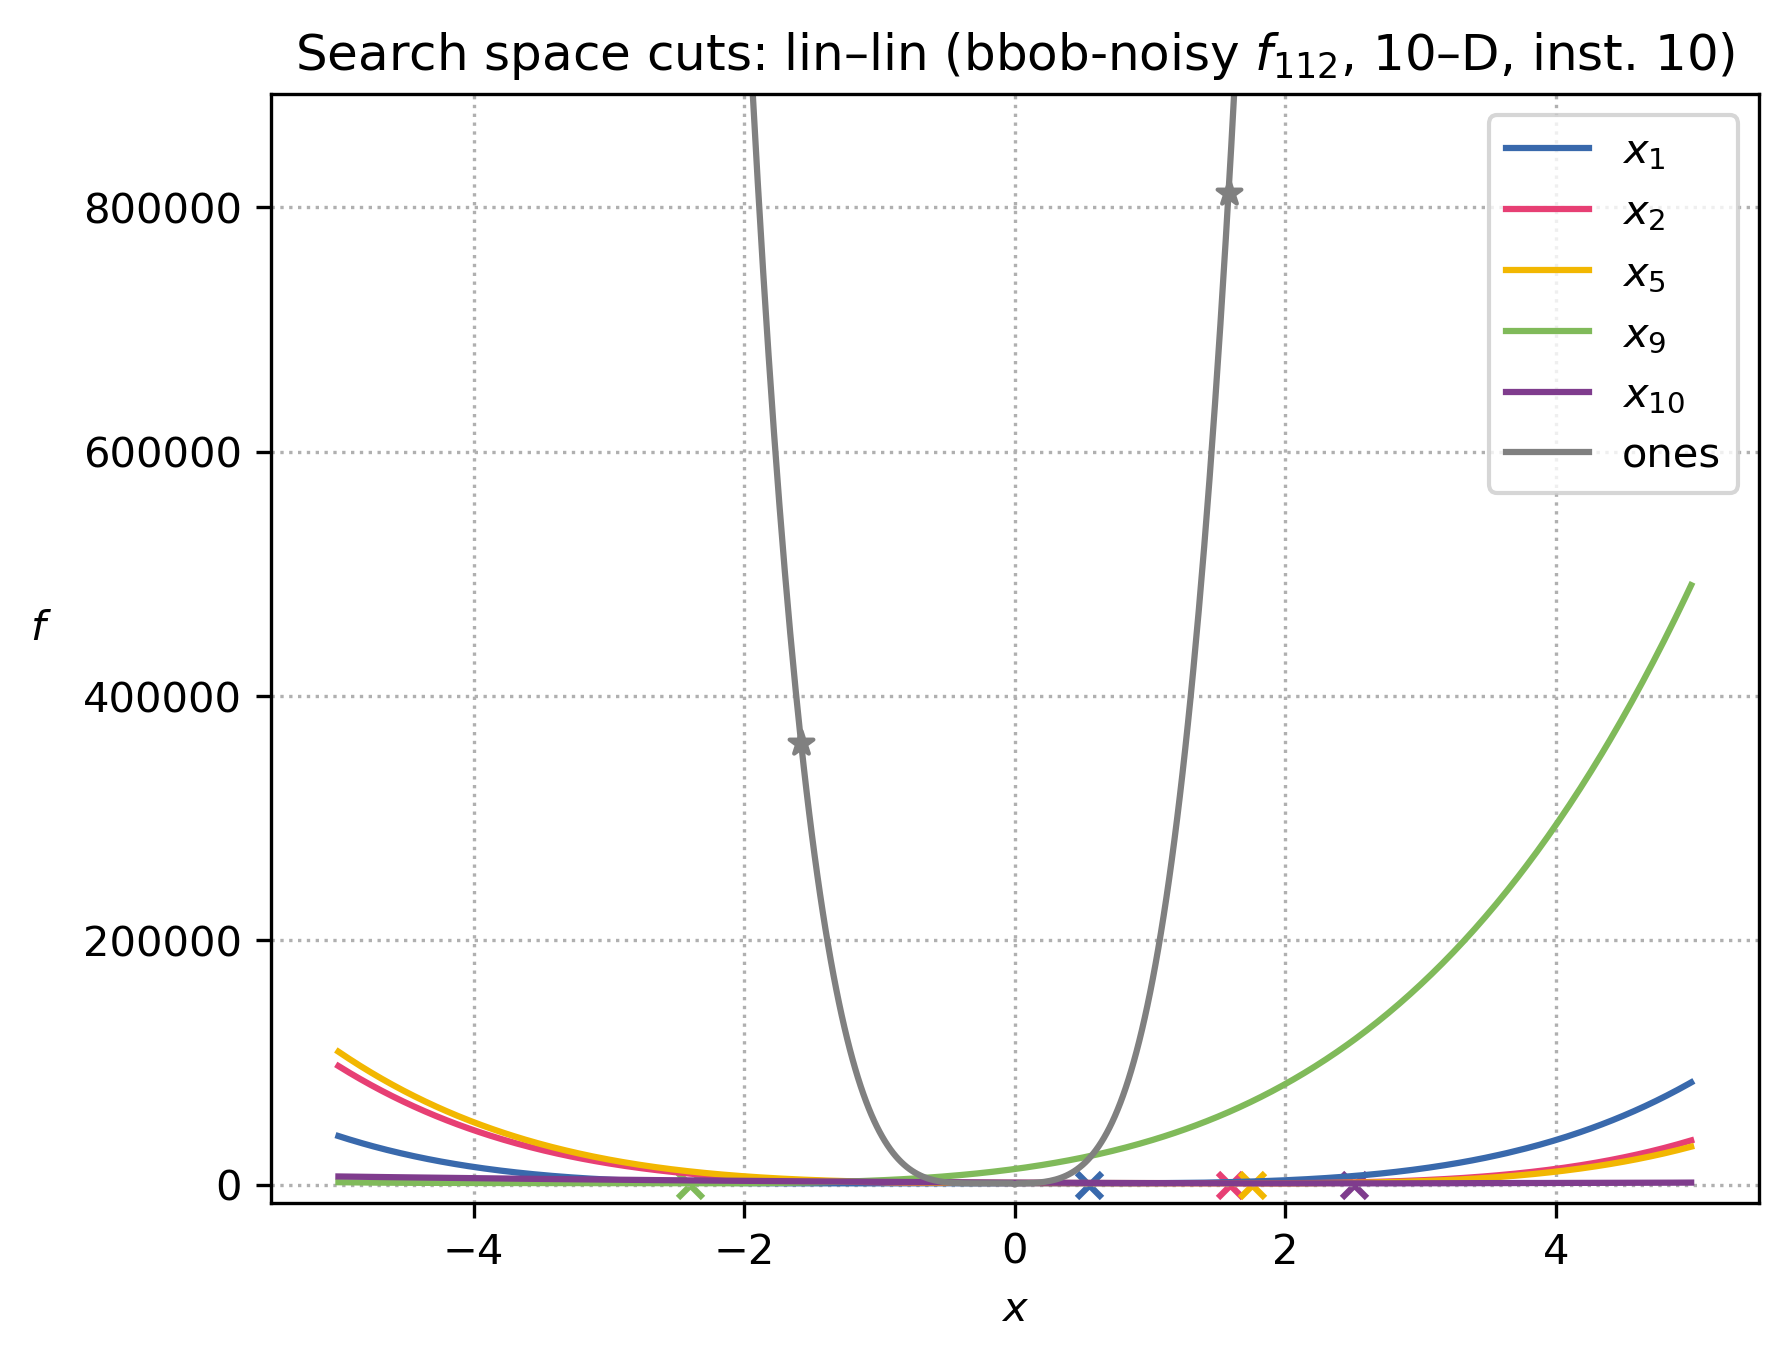 Search space cuts: lin–lin (bbob-noisy f₁₁₂, 10–D, inst. 10)
x₁
x₂
x₅
x₉
x₁₀
ones
800000
600000
400000
200000
0
f
−4 −2 0 2 4
x